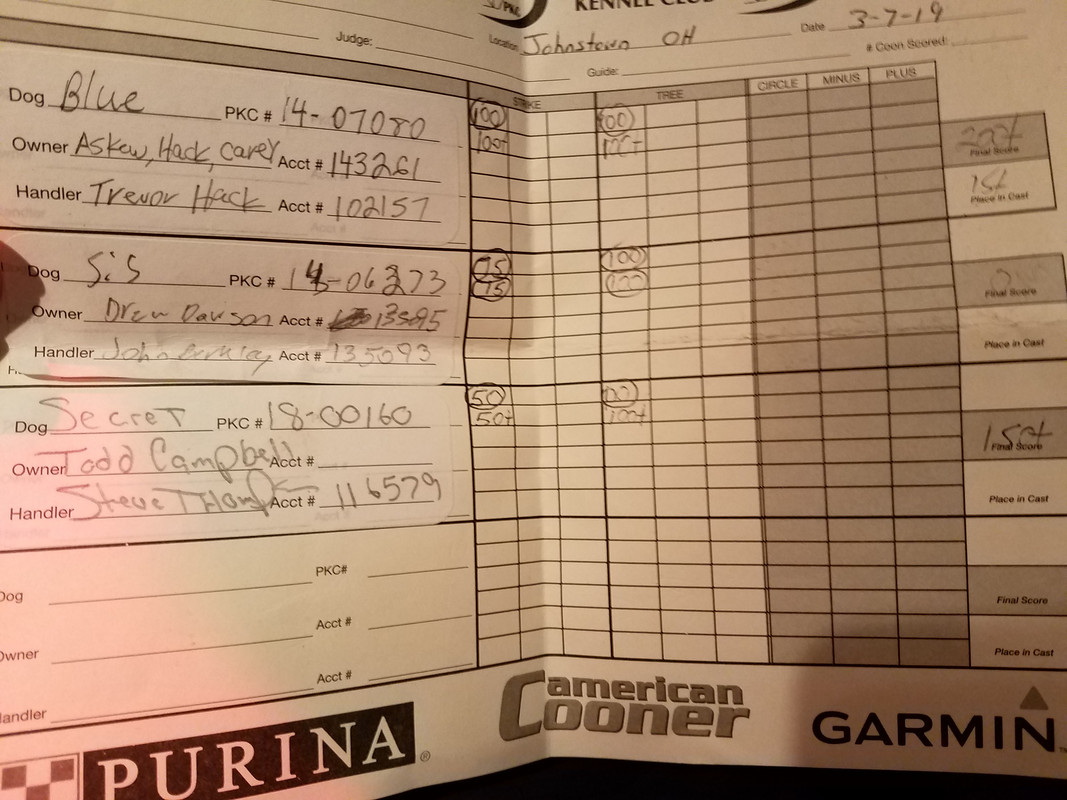 KENNEL CLUB
Judge:
Location Johnstown OH
Date 3-7-19
Guide:
# Coon Scored:
STRIKE TREE CIRCLE MINUS PLUS
Dog Blue PKC # 14-07080
Owner Askew, Hack, Carey Acct # 143261
Handler Trevor Hack Acct # 102157
100 100
100+ 100+
200+
Final Score
1st
Place in Cast
Dog Sis PKC # 14-06273
Owner Drew Dawson Acct #
Handler John Acct # 135093
75 100
75 100
Final Score
Place in Cast
Dog Secret PKC # 18-00160
Owner Todd Campbell Acct #
Handler Steve Acct # 116579
50
50+ 100+
150+
Final Score
Place in Cast
Dog PKC#
Owner Acct #
Handler Acct #
Final Score
Place in Cast
PURINA
american Cooner
GARMIN